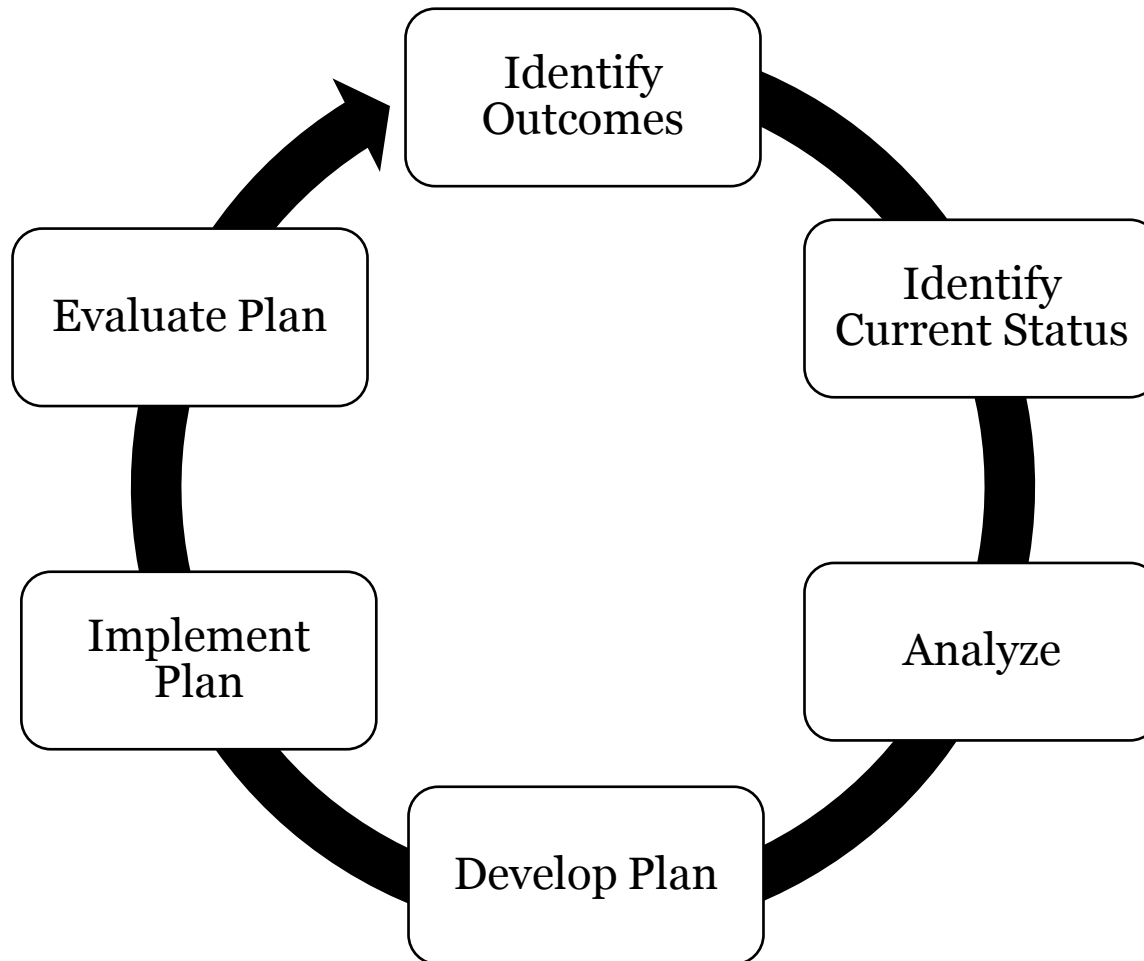 Identify
Outcomes
Identify
Current Status
Analyze
Develop Plan
Implement
Plan
Evaluate Plan